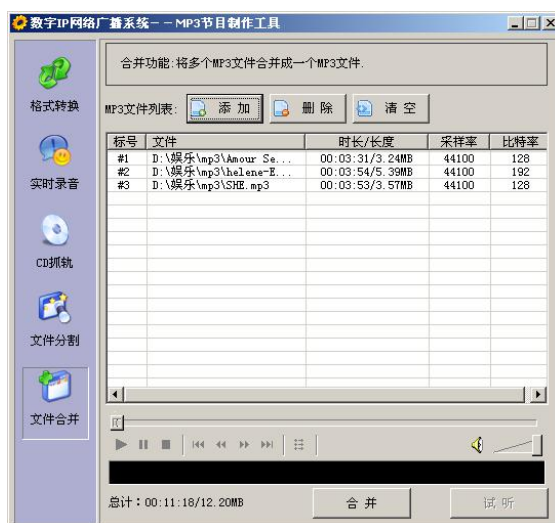 数字IP网络广播系统－－MP3节目制作工具
合并功能:将多个MP3文件合并成一个MP3文件.
格式转换
MP3文件列表: 添加 删除 清空
标号 文件 时长/长度 采样率 比特率
#1 D:\娱乐\mp3\Amour Se... 00:03:31/3.24MB 44100 128
#2 D:\娱乐\mp3\helene-E... 00:03:54/5.39MB 44100 192
#3 D:\娱乐\mp3\SHE.mp3 00:03:53/3.57MB 44100 128
实时录音
CD抓轨
文件分割
文件合并
总计:00:11:18/12.20MB 合并 试听